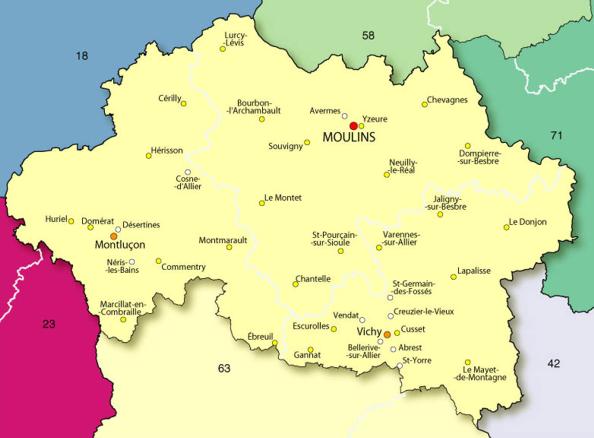 58
Lurcy-
-Lévis
18
Cérilly
Bourbon-
-l'Archambault
Avermes
Yzeure
Chevagnes
MOULINS
71
Souvigny
Hérisson
Dompierre-
-sur-Besbre
Neuilly-
-le-Réal
Cosne-
-d'Allier
Le Montet
Jaligny-
-sur-Besbre
Huriel
Domérat
Désertines
Le Donjon
Montluçon
Montmarault
St-Pourçain-
-sur-Sioule
Varennes-
-sur-Allier
Néris-
-les-Bains
Commentry
Lapalisse
Chantelle
St-Germain-
-des-Fossés
Marcillat-en-
-Combraille
Creuzier-le-Vieux
Vendat
23
Escurolles
Vichy
Cusset
Ébreuil
Bellerive-
-sur-Allier
Abrest
Gannat
St-Yorre
42
63
Le Mayet-
-de-Montagne